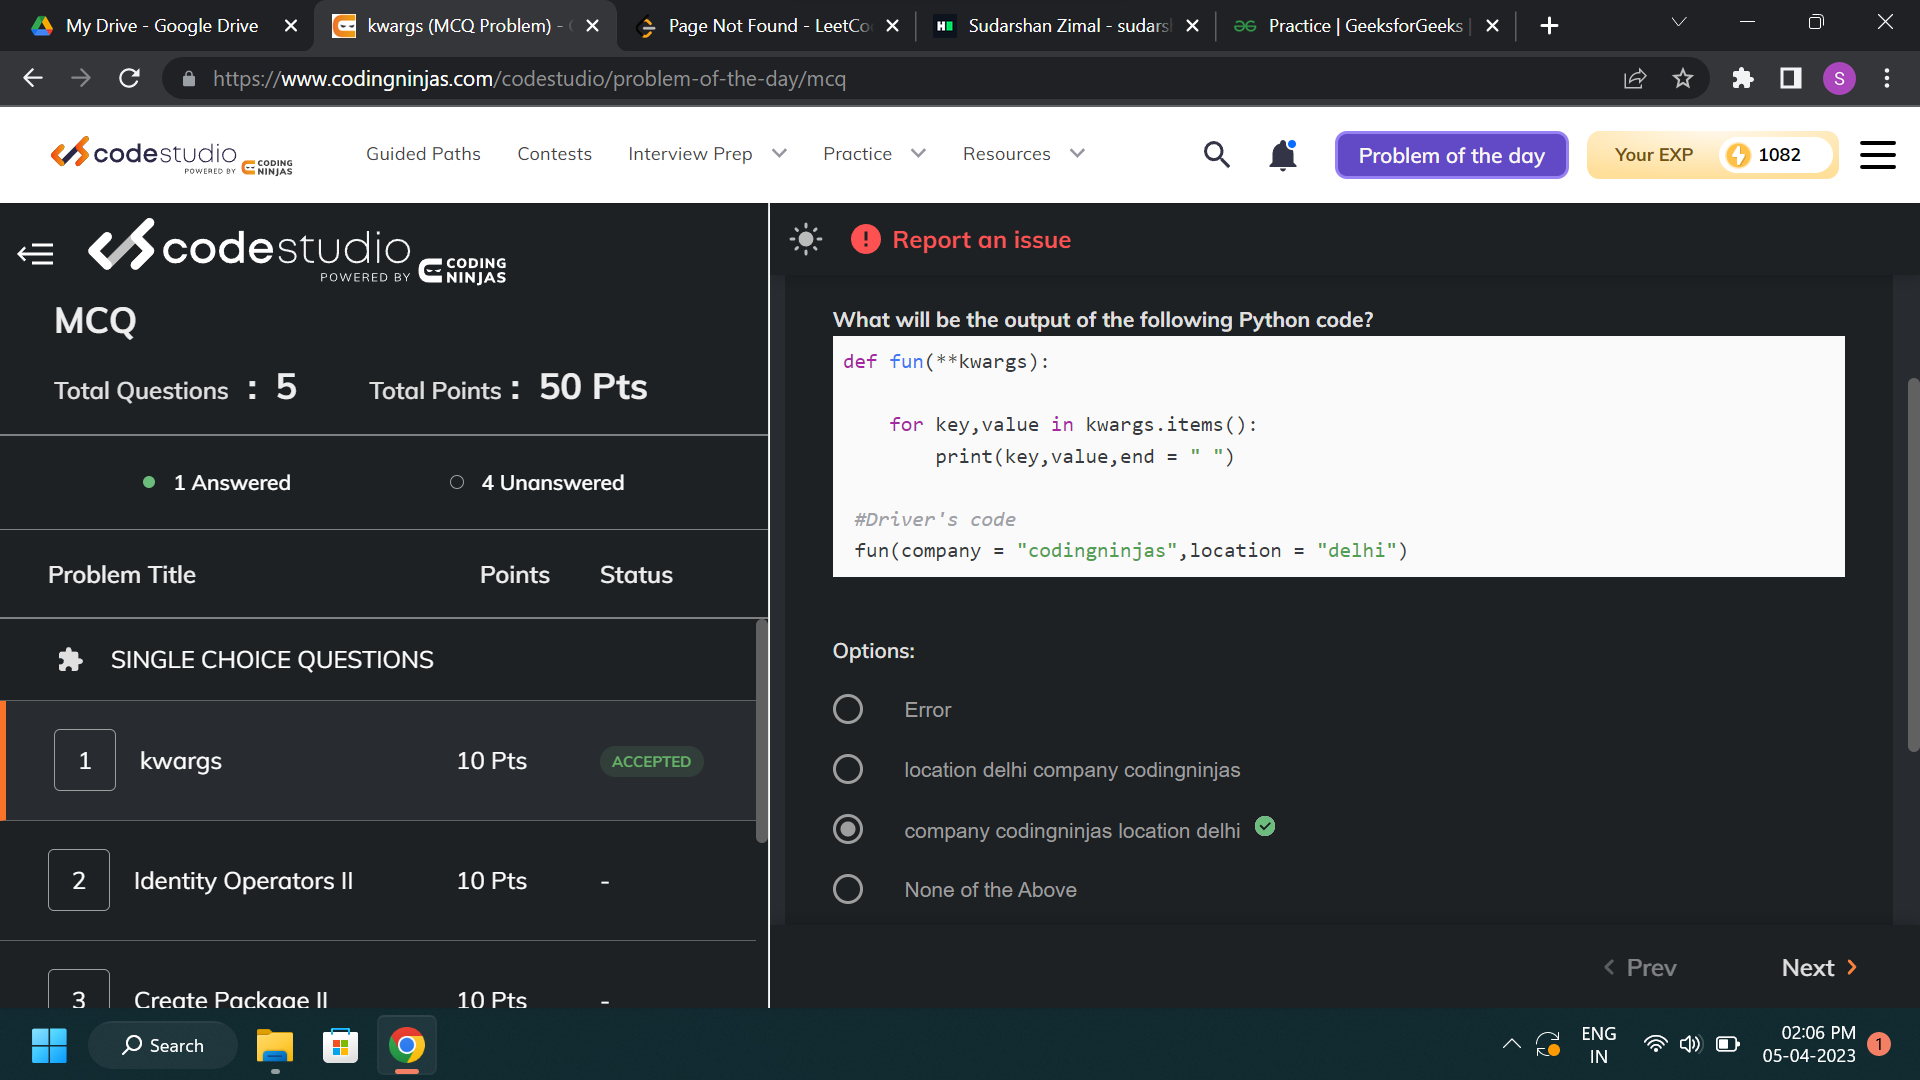 My Drive - Google Drive
kwargs (MCQ Problem) -
Page Not Found - LeetCo
Sudarshan Zimal - sudars
Practice | GeeksforGeeks |
https://www.codingninjas.com/codestudio/problem-of-the-day/mcq
S
codestudio
POWERED BY CODING NINJAS
Guided Paths
Contests
Interview Prep
Practice
Resources
Problem of the day
Your EXP
1082
codestudio
POWERED BY CODING NINJAS
Report an issue
MCQ
Total Questions : 5
Total Points : 50 Pts
1 Answered
4 Unanswered
Problem Title
Points
Status
SINGLE CHOICE QUESTIONS
1
kwargs
10 Pts
ACCEPTED
2
Identity Operators II
10 Pts
-
3
Create Package II
10 Pts
-
What will be the output of the following Python code?
def fun(**kwargs):
for key,value in kwargs.items():
print(key,value,end = " ")
#Driver's code
fun(company = "codingninjas",location = "delhi")
Options:
Error
location delhi company codingninjas
company codingninjas location delhi
None of the Above
Prev
Next
Search
ENG
IN
02:06 PM
05-04-2023
1